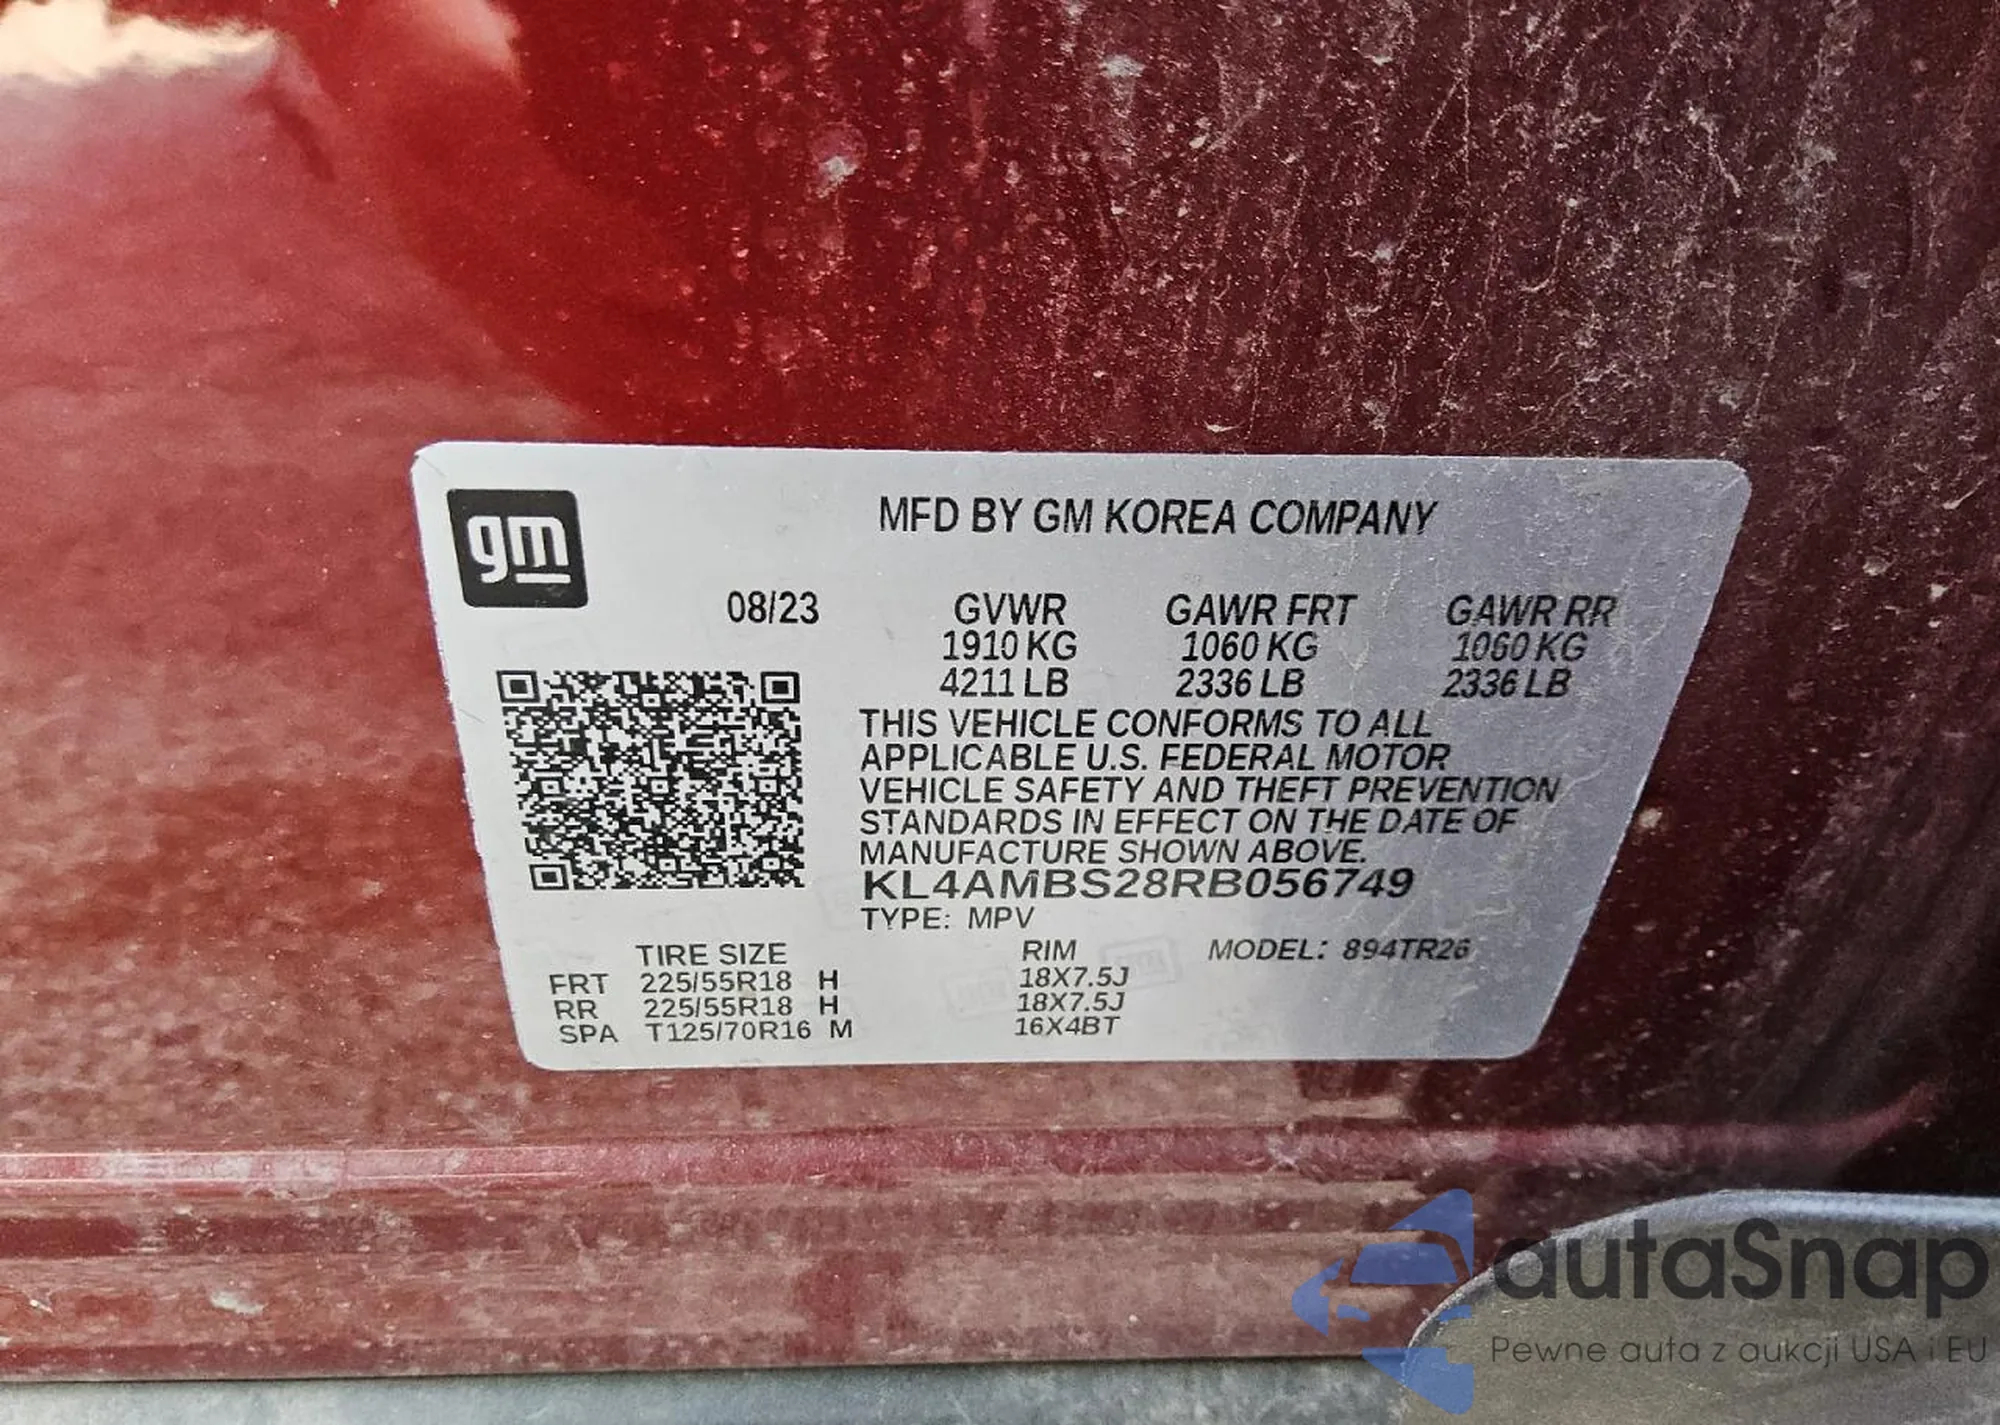 gm
MFD BY GM KOREA COMPANY
08/23 GVWR GAWR FRT GAWR RR
1910 KG 1060 KG 1060 KG
4211 LB 2336 LB 2336 LB
THIS VEHICLE CONFORMS TO ALL
APPLICABLE U.S. FEDERAL MOTOR
VEHICLE SAFETY AND THEFT PREVENTION
STANDARDS IN EFFECT ON THE DATE OF
MANUFACTURE SHOWN ABOVE.
KL4AMBS28RB056749
TYPE: MPV
TIRE SIZE RIM MODEL: 894TR26
FRT 225/55R18 H 18X7.5J
RR 225/55R18 H 18X7.5J
SPA T125/70R16 M 16X4BT
autaSnap
Pewne auta z aukcji USA i EU